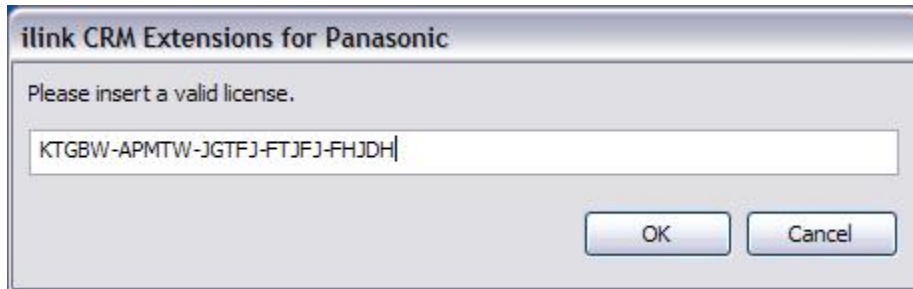 ilink CRM Extensions for Panasonic
Please insert a valid license.
KTGBW-APMTW-JGTFJ-FTJFJ-FHJDH
OK Cancel